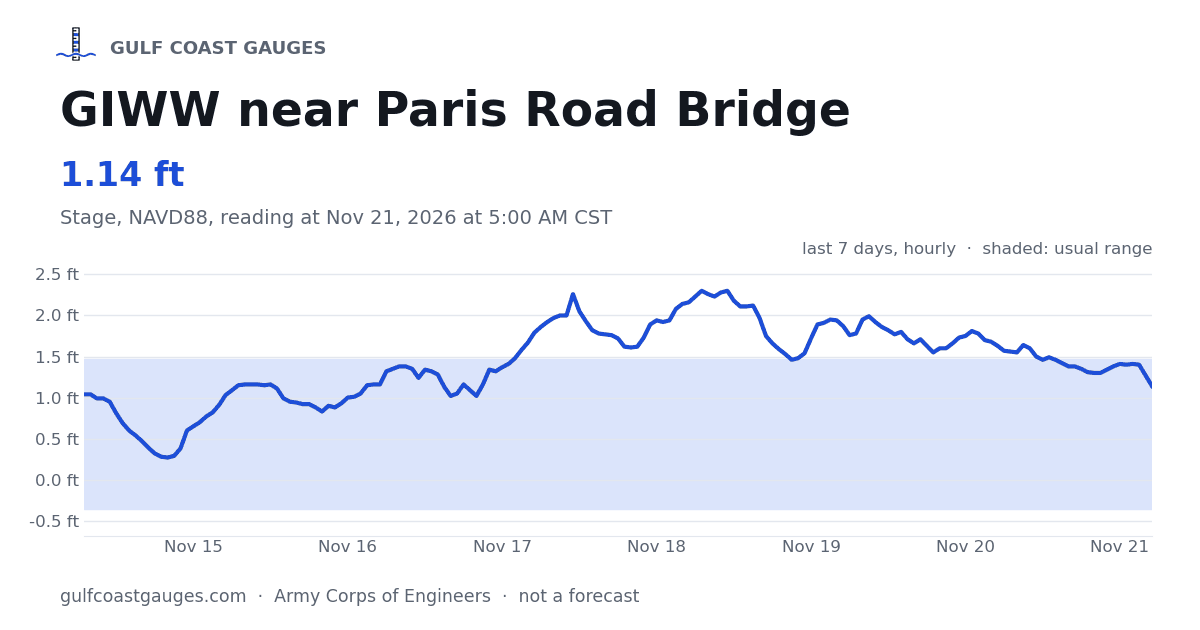 GULF COAST GAUGES
GIWW near Paris Road Bridge
1.14 ft
Stage, NAVD88, reading at Nov 21, 2026 at 5:00 AM CST
last 7 days, hourly · shaded: usual range
2.5 ft
2.0 ft
1.5 ft
1.0 ft
0.5 ft
0.0 ft
-0.5 ft
Nov 15 Nov 16 Nov 17 Nov 18 Nov 19 Nov 20 Nov 21
gulfcoastgauges.com · Army Corps of Engineers · not a forecast